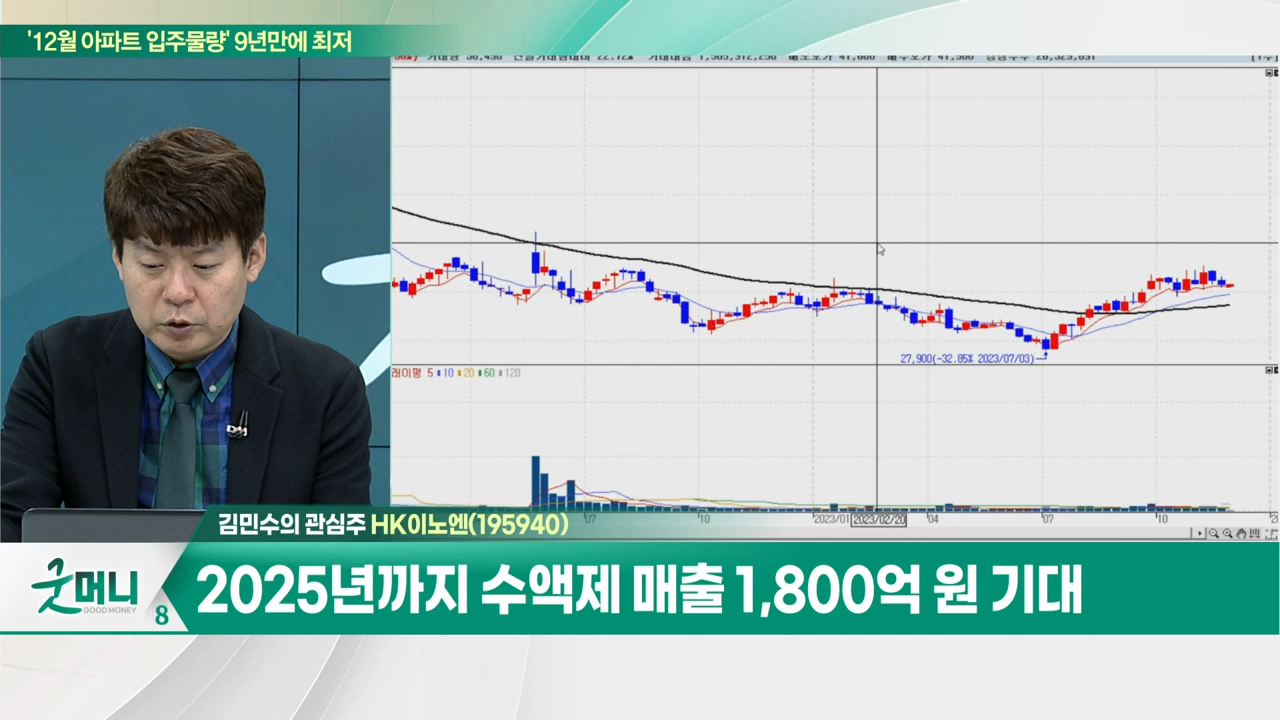 '12월 아파트 입주물량' 9년만에 최저
27,900(-32.85% 2023/07/03)
레이평 5 10 20 60 120
07 10 2023/01 2023/02/20 04 07 10
김민수의 관심주 HK이노엔(195940)
굿머니
GOOD MONEY
8
2025년까지 수액제 매출 1,800억 원 기대